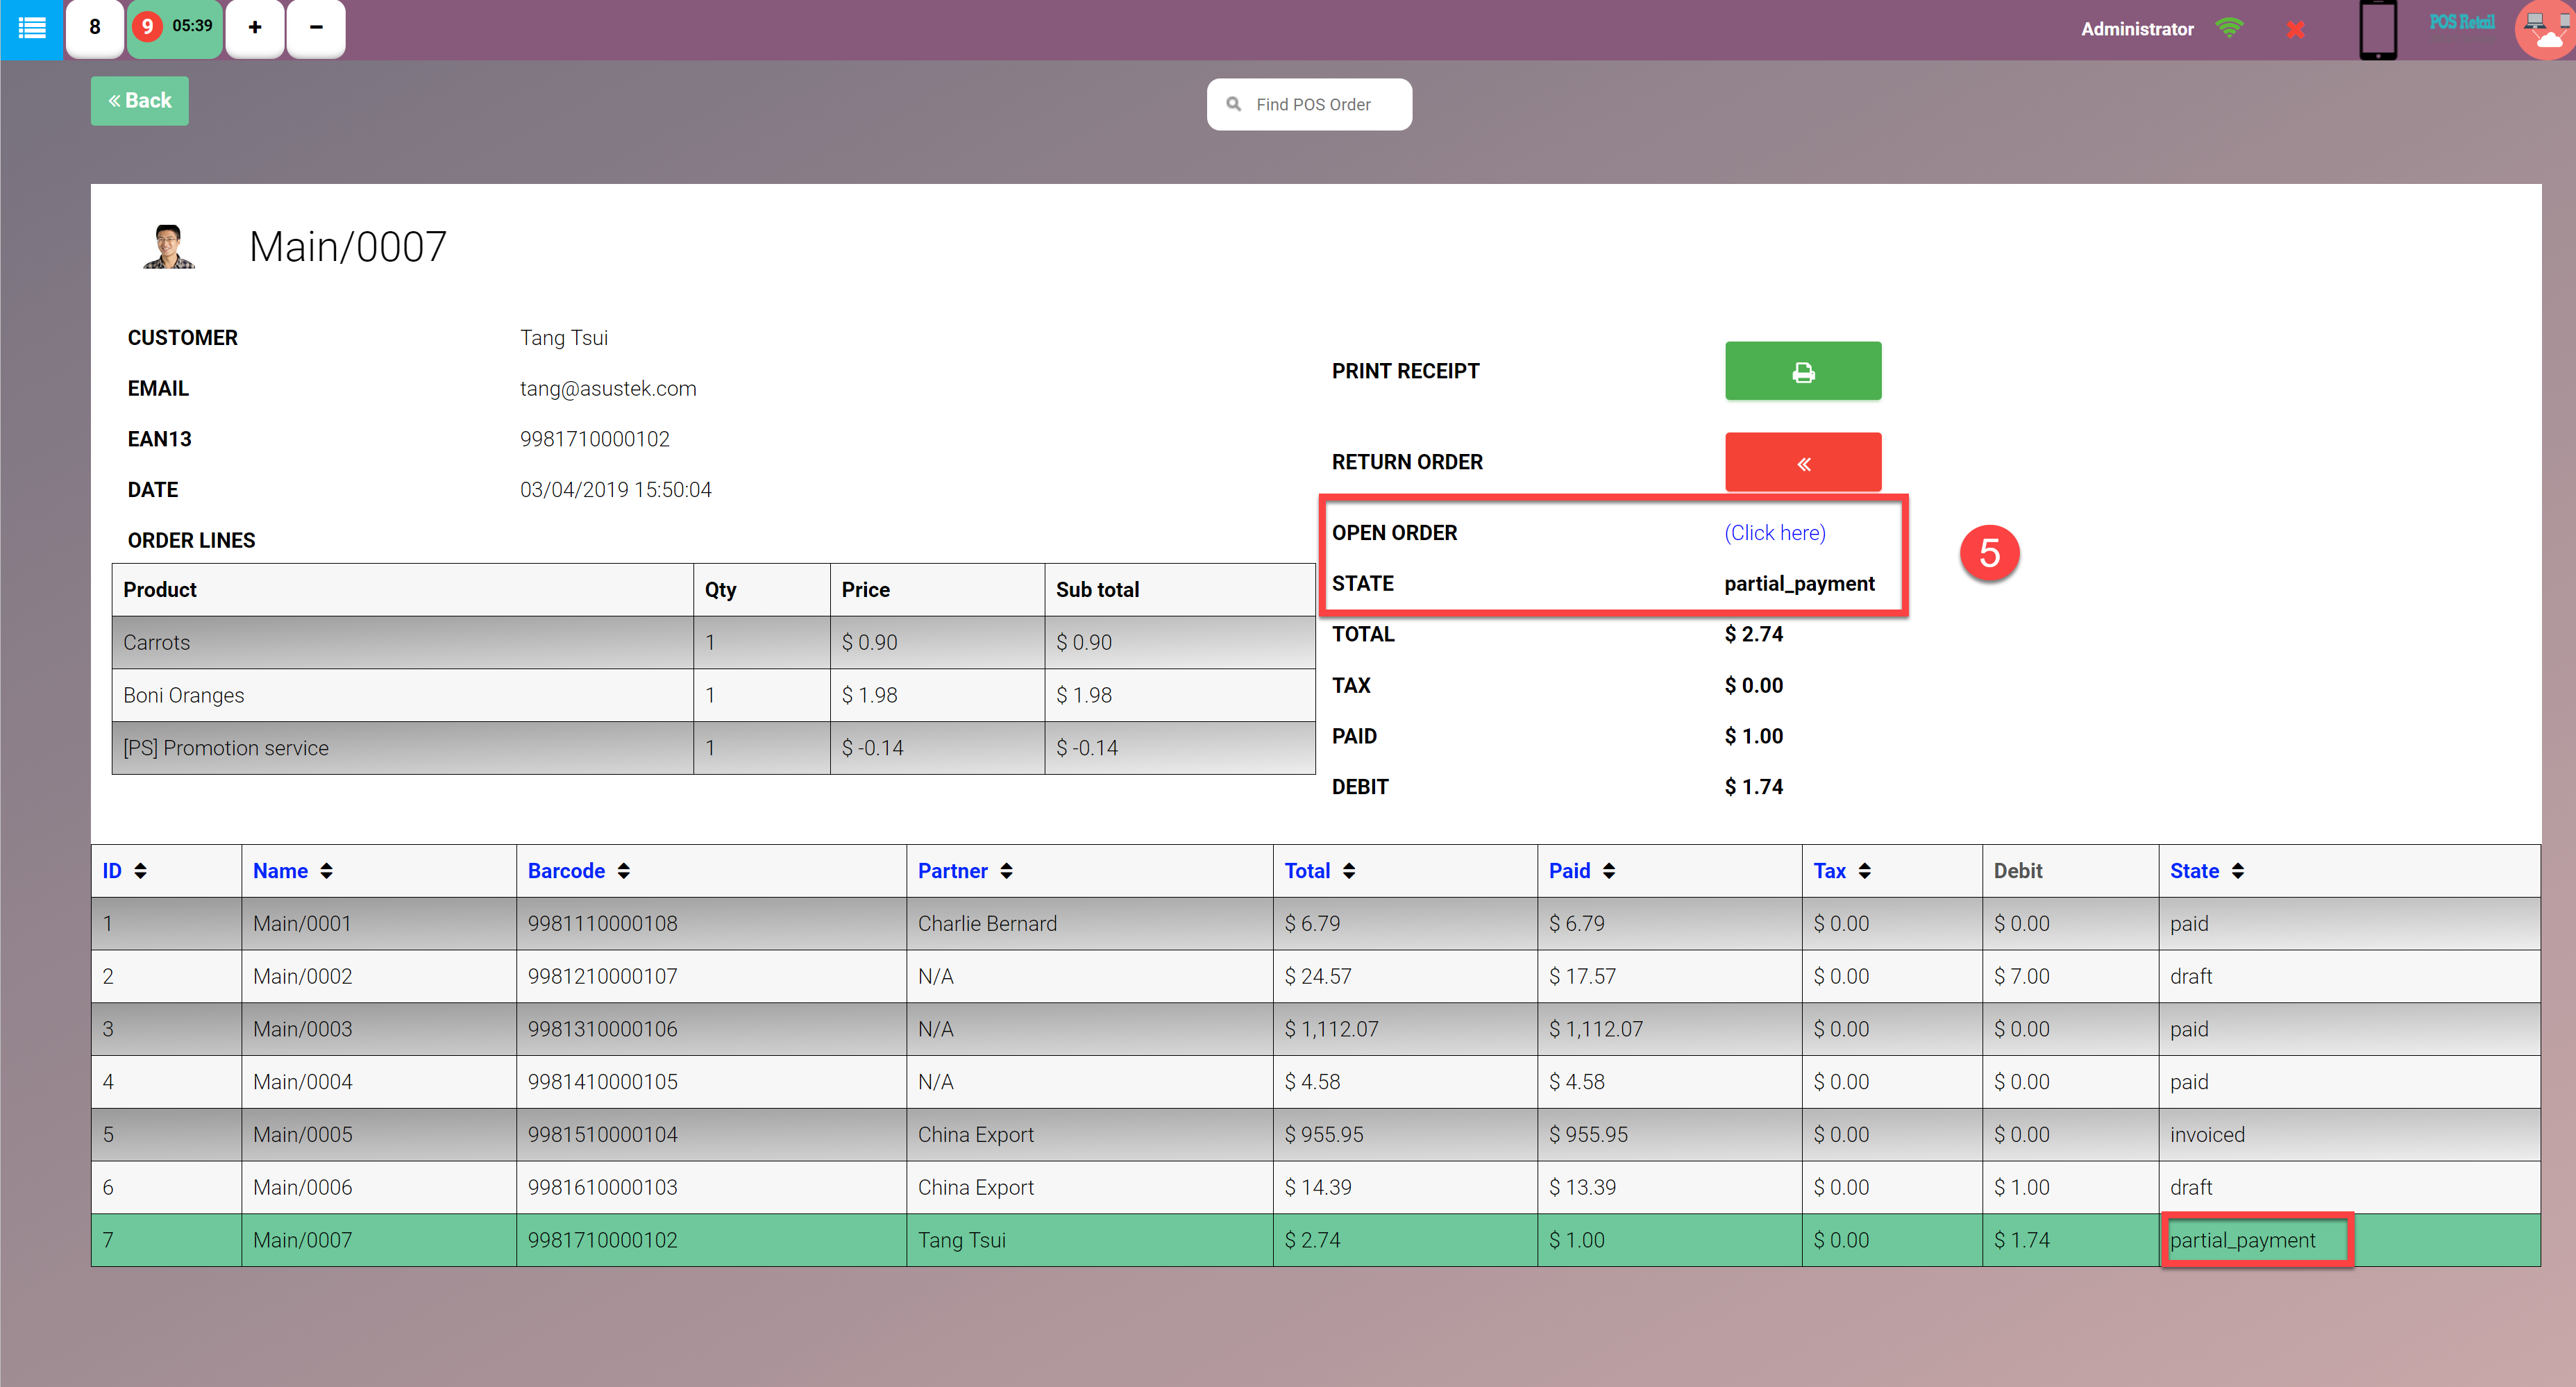 8 9 05:39 + − Administrator POS Retail
Back
Find POS Order
Main/0007
CUSTOMER Tang Tsui
EMAIL tang@asustek.com
EAN13 9981710000102
DATE 03/04/2019 15:50:04
ORDER LINES
Product Qty Price Sub total
Carrots 1 $ 0.90 $ 0.90
Boni Oranges 1 $ 1.98 $ 1.98
[PS] Promotion service 1 $ -0.14 $ -0.14
PRINT RECEIPT
RETURN ORDER
OPEN ORDER (Click here)
5
STATE partial_payment
TOTAL $ 2.74
TAX $ 0.00
PAID $ 1.00
DEBIT $ 1.74
ID Name Barcode Partner Total Paid Tax Debit State
1 Main/0001 9981110000108 Charlie Bernard $ 6.79 $ 6.79 $ 0.00 $ 0.00 paid
2 Main/0002 9981210000107 N/A $ 24.57 $ 17.57 $ 0.00 $ 7.00 draft
3 Main/0003 9981310000106 N/A $ 1,112.07 $ 1,112.07 $ 0.00 $ 0.00 paid
4 Main/0004 9981410000105 N/A $ 4.58 $ 4.58 $ 0.00 $ 0.00 paid
5 Main/0005 9981510000104 China Export $ 955.95 $ 955.95 $ 0.00 $ 0.00 invoiced
6 Main/0006 9981610000103 China Export $ 14.39 $ 13.39 $ 0.00 $ 1.00 draft
7 Main/0007 9981710000102 Tang Tsui $ 2.74 $ 1.00 $ 0.00 $ 1.74 partial_payment